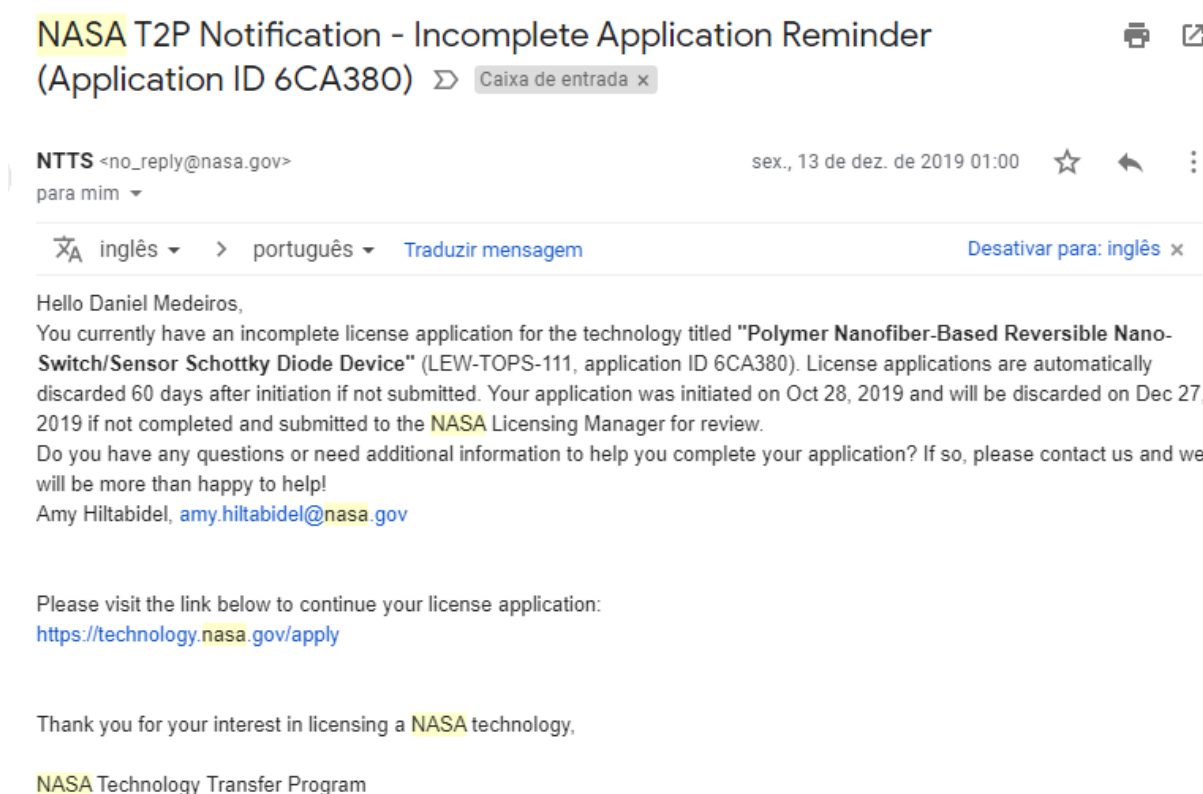 NASA T2P Notification - Incomplete Application Reminder
(Application ID 6CA380) Caixa de entrada ×
NTTS <no_reply@nasa.gov> sex., 13 de dez. de 2019 01:00
para mim
inglês > português Traduzir mensagem Desativar para: inglês ×
Hello Daniel Medeiros,
You currently have an incomplete license application for the technology titled "Polymer Nanofiber-Based Reversible Nano-
Switch/Sensor Schottky Diode Device" (LEW-TOPS-111, application ID 6CA380). License applications are automatically
discarded 60 days after initiation if not submitted. Your application was initiated on Oct 28, 2019 and will be discarded on Dec 27,
2019 if not completed and submitted to the NASA Licensing Manager for review.
Do you have any questions or need additional information to help you complete your application? If so, please contact us and we
will be more than happy to help!
Amy Hiltabidel, amy.hiltabidel@nasa.gov
Please visit the link below to continue your license application:
https://technology.nasa.gov/apply
Thank you for your interest in licensing a NASA technology,
NASA Technology Transfer Program